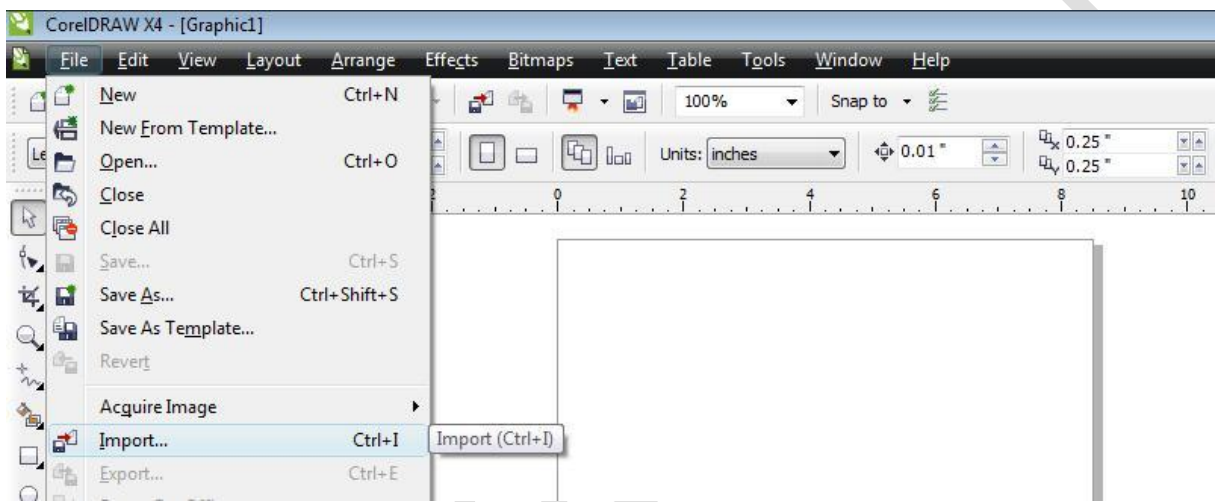 CorelDRAW X4 - [Graphic1]
File Edit View Layout Arrange Effects Bitmaps Text Table Tools Window Help
New Ctrl+N
100% Snap to
New From Template...
Le
Open... Ctrl+O
Units: inches 0.01 " 0.25 "
0.25 "
Close
0 2 4 6 8 10
Close All
Save... Ctrl+S
Save As... Ctrl+Shift+S
Save As Template...
Revert
Acquire Image
Import... Ctrl+I Import (Ctrl+I)
Export... Ctrl+E